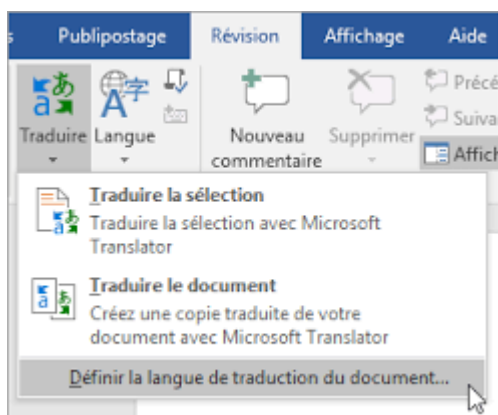 Publipostage Révision Affichage Aide
Traduire Langue
Nouveau commentaire
Supprimer
Traduire la sélection
Traduire la sélection avec Microsoft
Translator
Traduire le document
Créez une copie traduite de votre
document avec Microsoft Translator
Définir la langue de traduction du document...